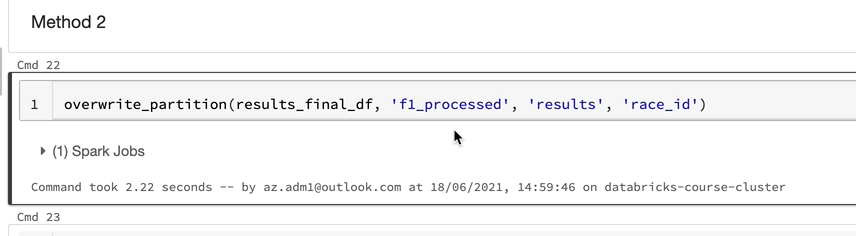 Method 2
Cmd 22
1 overwrite_partition(results_final_df, 'f1_processed', 'results', 'race_id')
(1) Spark Jobs
Command took 2.22 seconds -- by az.adm1@outlook.com at 18/06/2021, 14:59:46 on databricks-course-cluster
Cmd 23